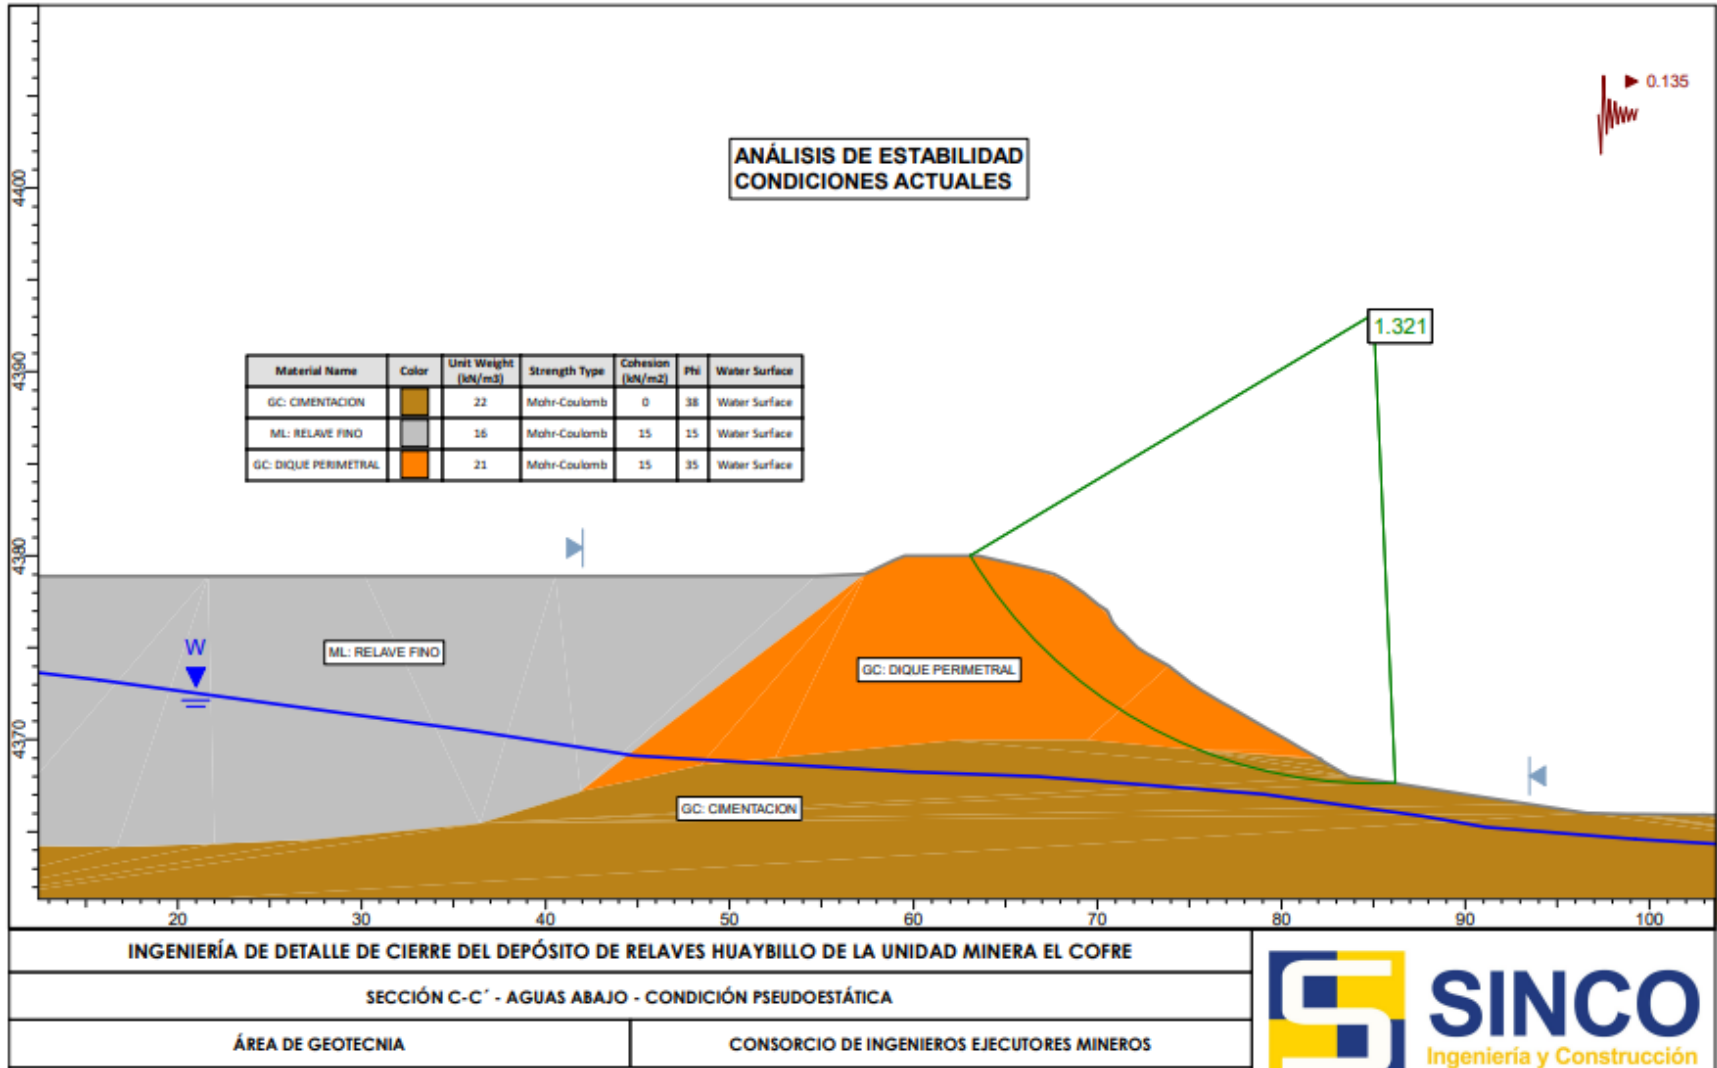 0.135
ANÁLISIS DE ESTABILIDAD
CONDICIONES ACTUALES
4400
4390
4380
4370
1.321
Material Name Color Unit Weight (kN/m3) Strength Type Cohesion (kN/m2) Phi Water Surface
GC: CIMENTACION 22 Mohr-Coulomb 0 38 Water Surface
ML: RELAVE FINO 16 Mohr-Coulomb 15 15 Water Surface
GC: DIQUE PERIMETRAL 21 Mohr-Coulomb 15 35 Water Surface
W
ML: RELAVE FINO
GC: DIQUE PERIMETRAL
GC: CIMENTACION
20 30 40 50 60 70 80 90 100
INGENIERÍA DE DETALLE DE CIERRE DEL DEPÓSITO DE RELAVES HUAYBILLO DE LA UNIDAD MINERA EL COFRE
SECCIÓN C-C´ - AGUAS ABAJO - CONDICIÓN PSEUDOESTÁTICA
ÁREA DE GEOTECNIA
CONSORCIO DE INGENIEROS EJECUTORES MINEROS
SINCO
Ingeniería y Construcción